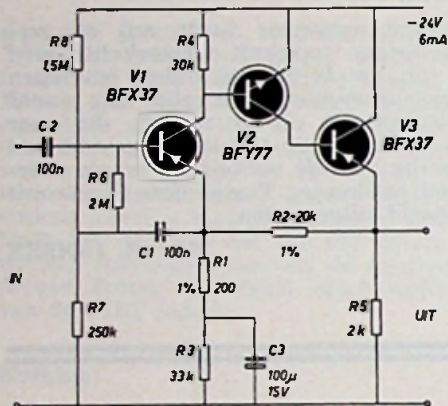 R8
1,5M
R4
30k
−24V
6mA
V1
BFX37
V2
BFY77
V3
BFX37
C2
100n
R6
2M
C1
100n
R2=20k
1%
R1
1%
200
IN
R7
250k
R3
33k
C3
100μ
15V
R5
2k
UIT